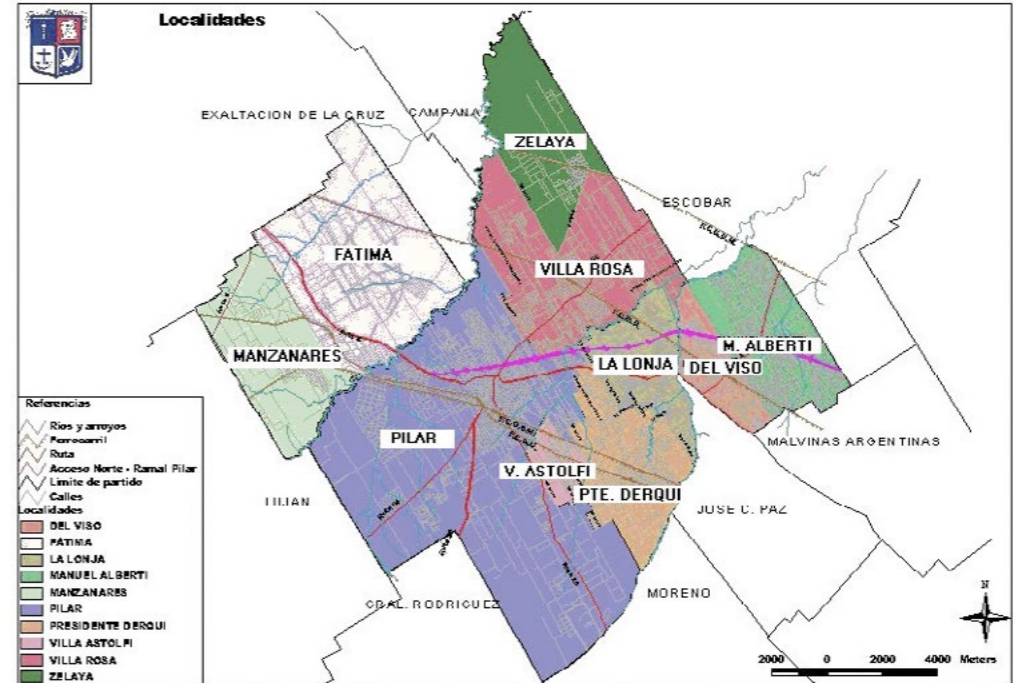 Localidades
EXALTACION DE LA CRUZ
CAMPANA
ZELAYA
ESCOBAR
FATIMA
VILLA ROSA
MANZANARES
M. ALBERTI
LA LONJA
DEL VISO
PILAR
MALVINAS ARGENTINAS
V. ASTOLFI
PTE. DERQUI
LUJAN
JOSE C. PAZ
MORENO
GRAL. RODRIGUEZ
Referencias
Rios y arroyos
Ferrocarril
Ruta
Acceso Norte - Ramal Pilar
Limite de partido
Calles
Localidades
DEL VISO
FATIMA
LA LONJA
MANUEL ALBERTI
MANZANARES
PILAR
PRESIDENTE DERQUI
VILLA ASTOLFI
VILLA ROSA
ZELAYA
N
2000 0 2000 4000 Meters